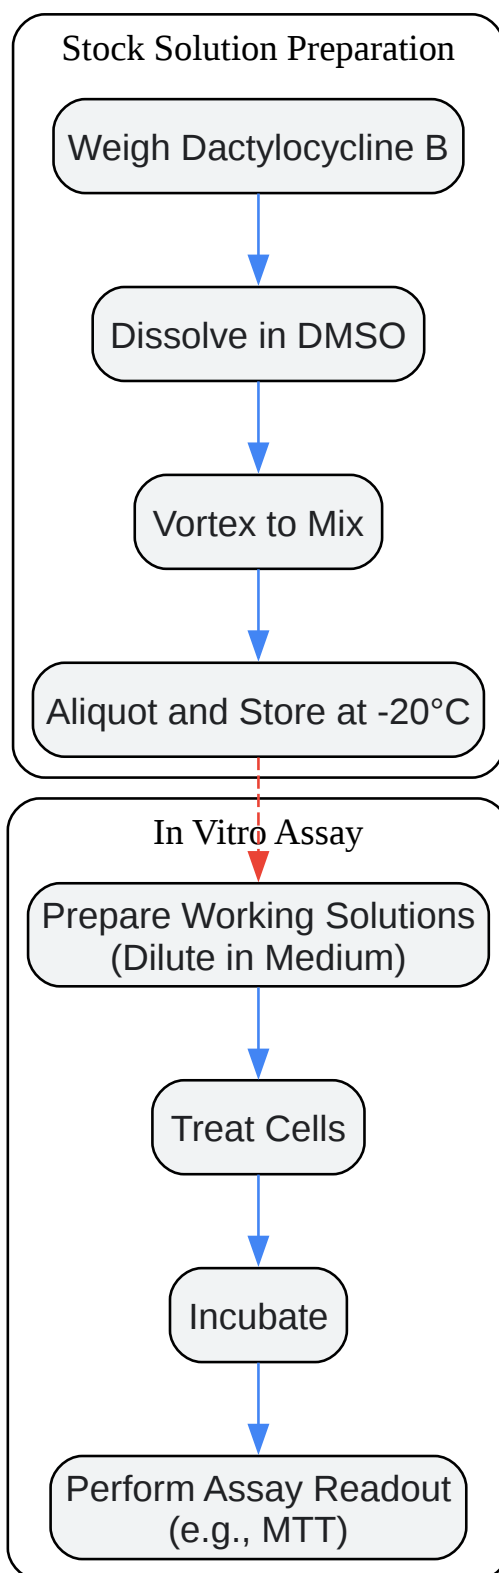 Stock Solution Preparation
Weigh Dactylocycline B
Dissolve in DMSO
Vortex to Mix
Aliquot and Store at -20°C
In Vitro Assay
Prepare Working Solutions
(Dilute in Medium)
Treat Cells
Incubate
Perform Assay Readout
(e.g., MTT)